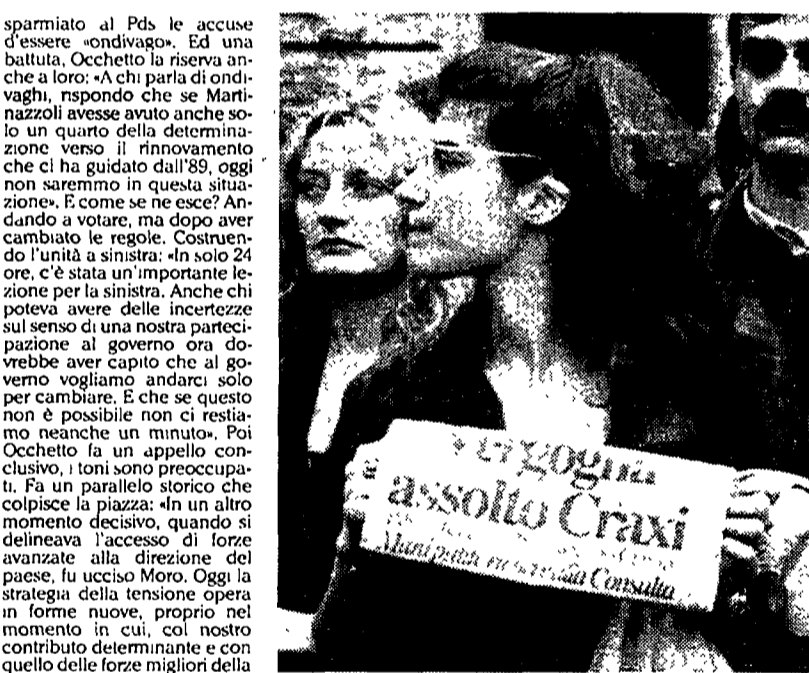 sparmiato al Pds le accuse
d'essere «ondivago». Ed una
battuta, Occhetto la riserva an-
che a loro: «A chi parla di ondi-
vaghi, rispondo che se Marti-
nazzoli avesse avuto anche so-
lo un quarto della determina-
zione verso il rinnovamento
che ci ha guidato dall'89, oggi
non saremmo in questa situa-
zione». E come se ne esce? An-
dando a votare, ma dopo aver
cambiato le regole. Costruen-
do l'unità a sinistra: «In solo 24
ore, c'è stata un'importante le-
zione per la sinistra. Anche chi
poteva avere delle incertezze
sul senso di una nostra parteci-
pazione al governo ora do-
vrebbe aver capito che al go-
verno vogliamo andarci solo
per cambiare. E che se questo
non è possibile non ci restia-
mo neanche un minuto». Poi
Occhetto fa un appello con-
clusivo, i toni sono preoccupa-
ti. Fa un parallelo storico che
colpisce la piazza: «In un altro
momento decisivo, quando si
delineava l'accesso di forze
avanzate alla direzione del
paese, fu ucciso Moro. Oggi la
strategia della tensione opera
in forme nuove, proprio nel
momento in cui, col nostro
contributo determinante e con
quello delle forze migliori della
Vergogna
assolto Craxi
Consulta